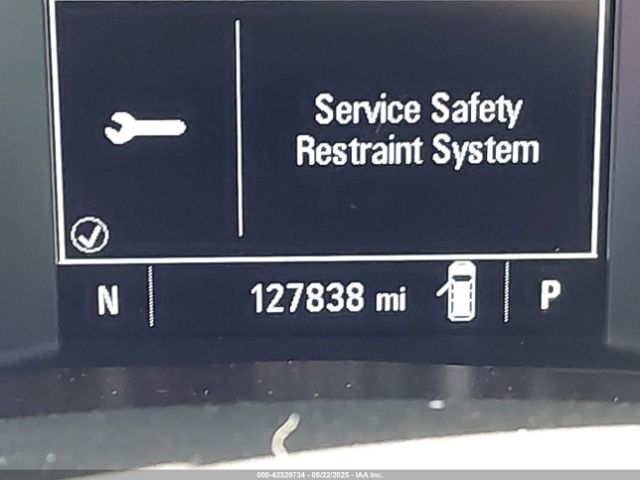 Service Safety
Restraint System
N 127838 mi P
000-42320734 - 05/22/2025 - IAA Inc.